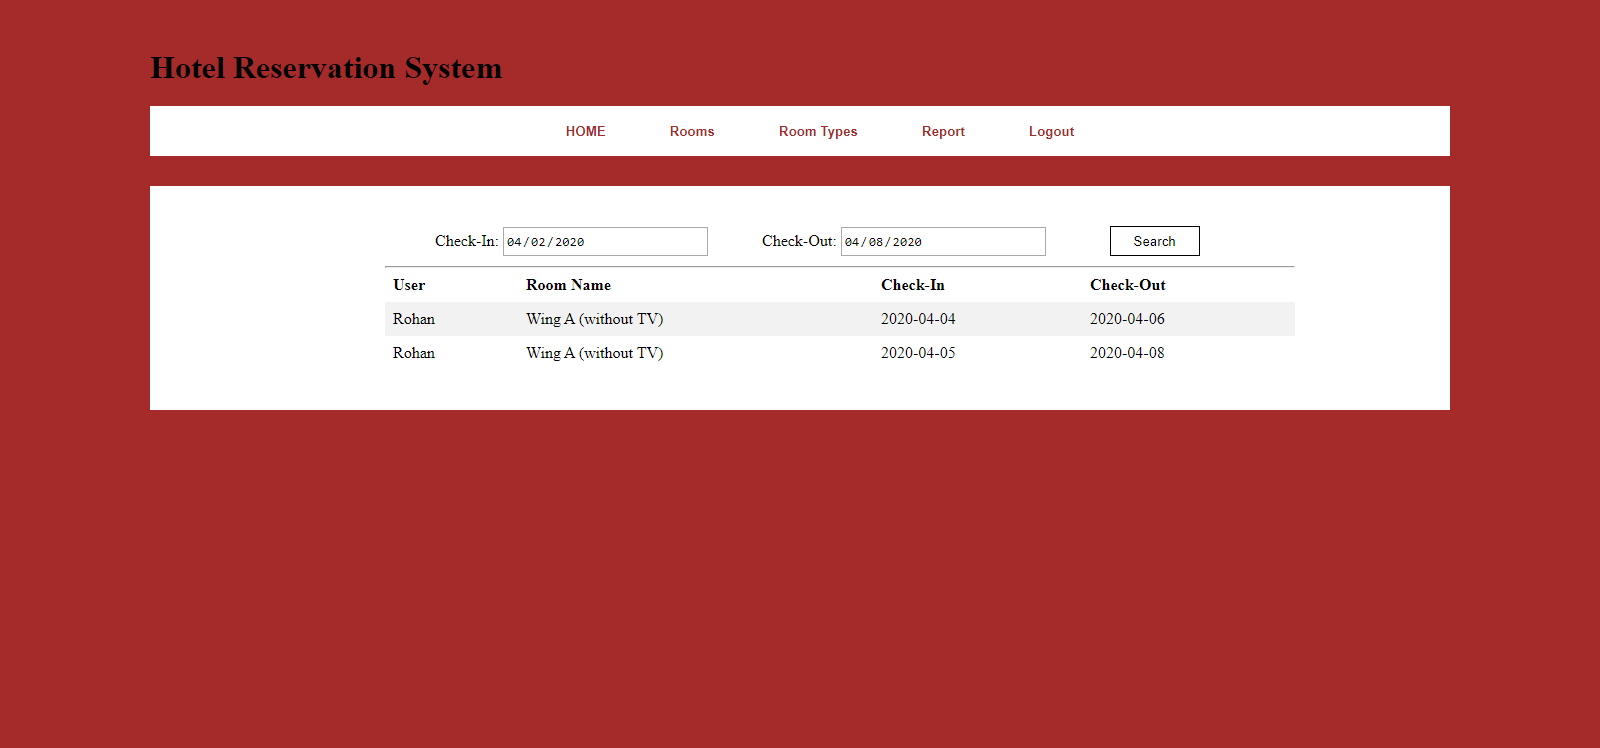 Hotel Reservation System
HOME Rooms Room Types Report Logout
Check-In: 04/02/2020 Check-Out: 04/08/2020 Search
User Room Name Check-In Check-Out
Rohan Wing A (without TV) 2020-04-04 2020-04-06
Rohan Wing A (without TV) 2020-04-05 2020-04-08